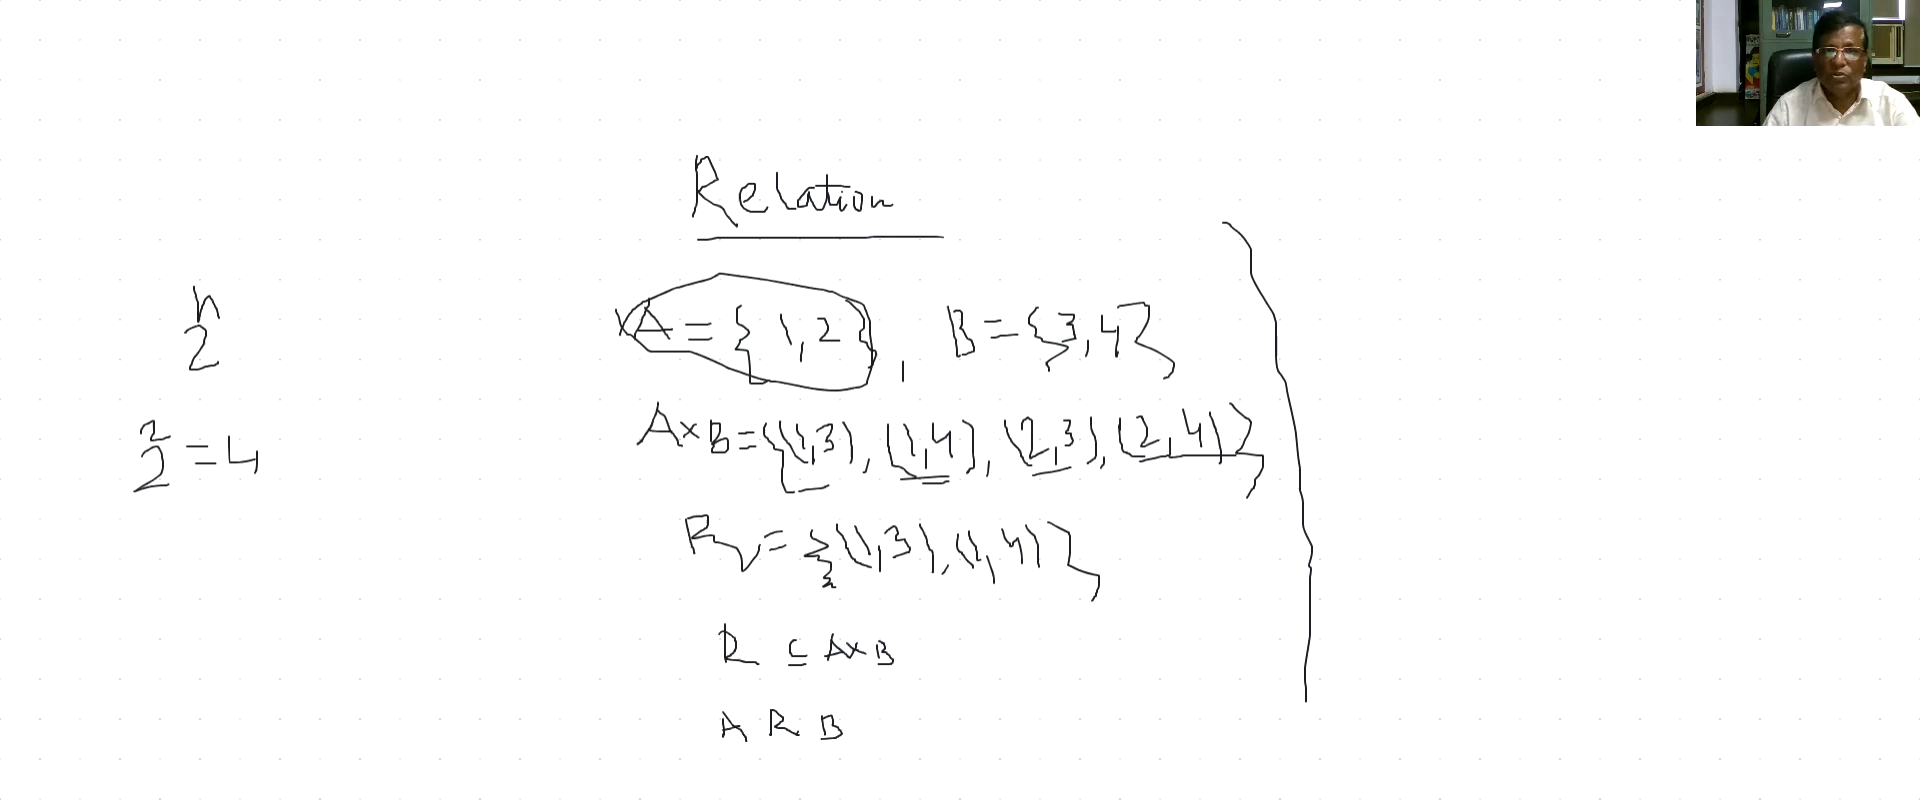 Relation
2^n
A = {1, 2}, B = {3, 4}
A × B = {(1, 3), (1, 4), (2, 3), (2, 4)}
2^2 = 4
R = {(1, 3), (1, 4)}
R ⊆ A × B
A R B